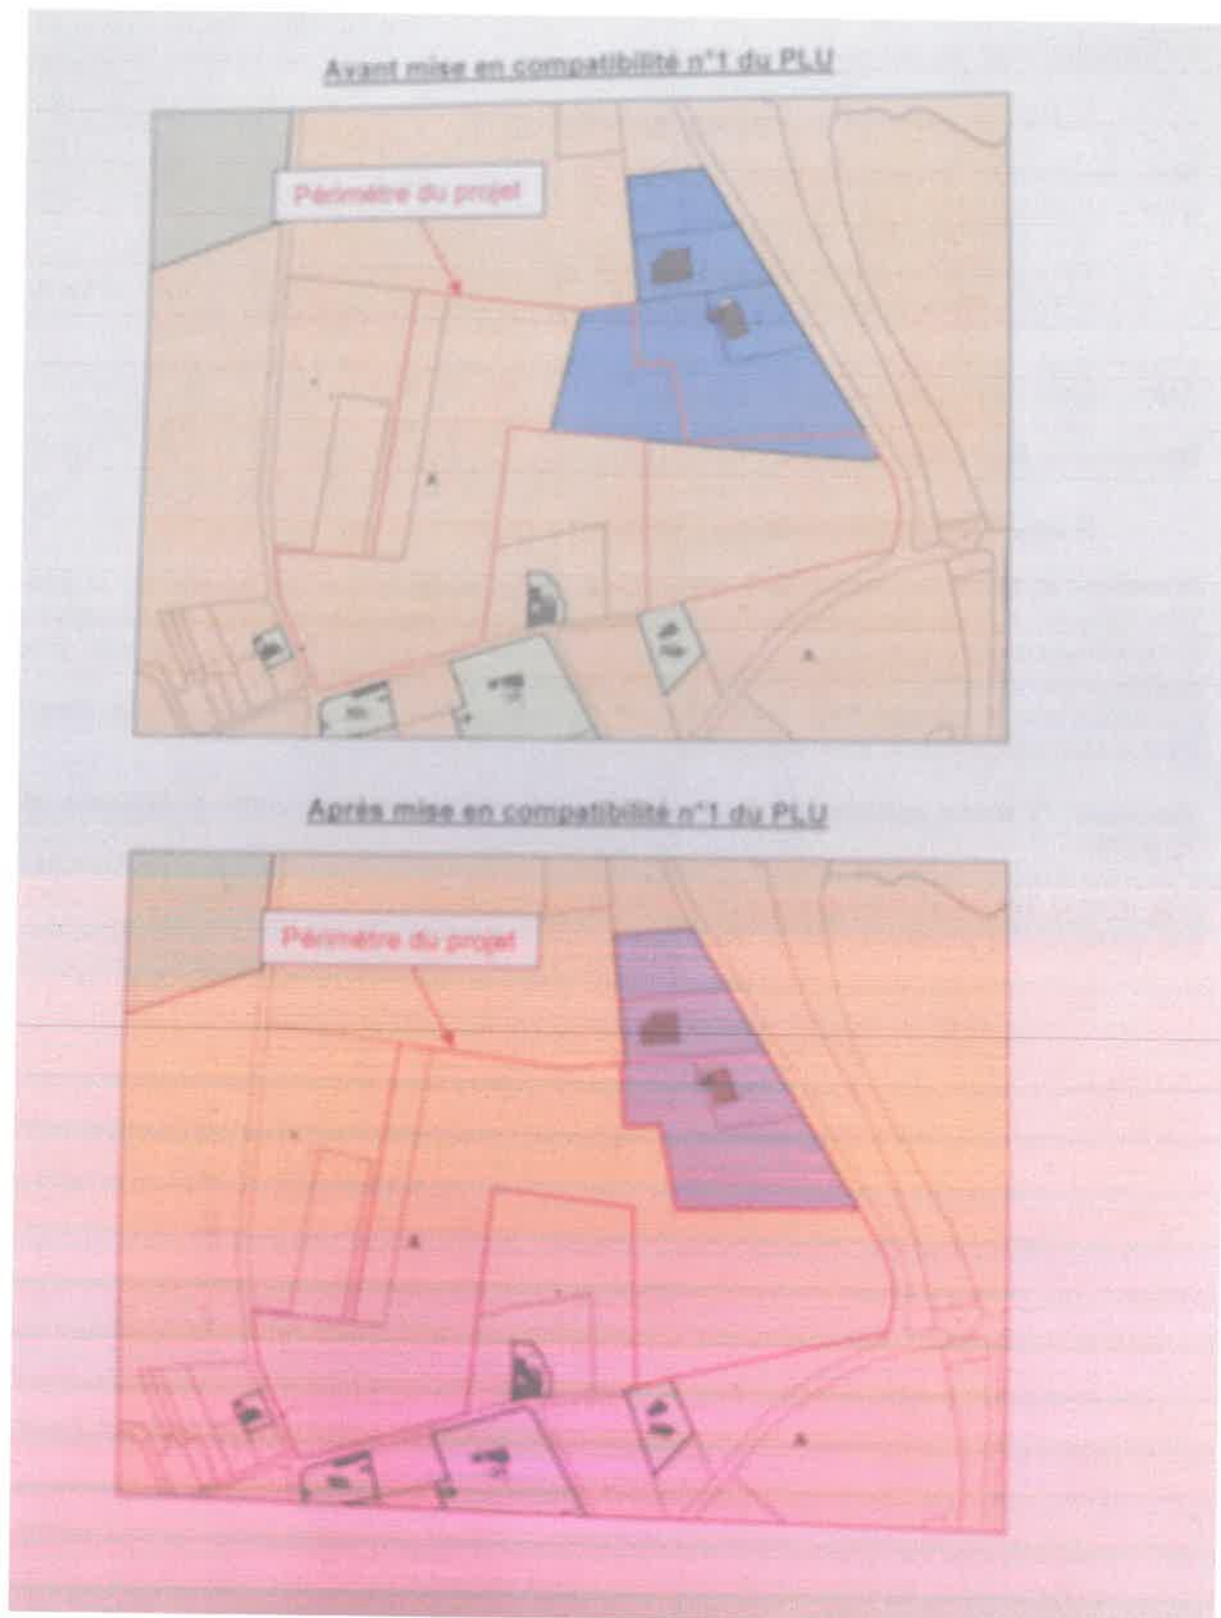 Avant mise en compatibilité n°1 du PLU
Périmètre du projet
A
A
Après mise en compatibilité n°1 du PLU
Périmètre du projet
A
A